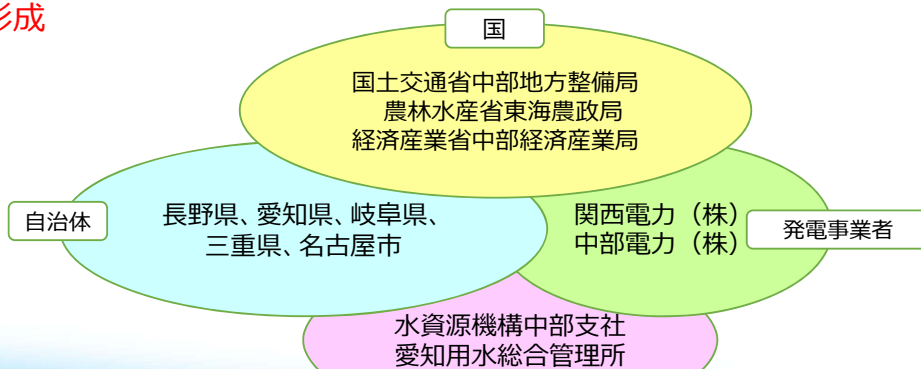 形成
国
国土交通省中部地方整備局
農林水産省東海農政局
経済産業省中部経済産業局
自治体
長野県、愛知県、岐阜県、
三重県、名古屋市
関西電力（株）
中部電力（株）
発電事業者
水資源機構中部支社
愛知用水総合管理所